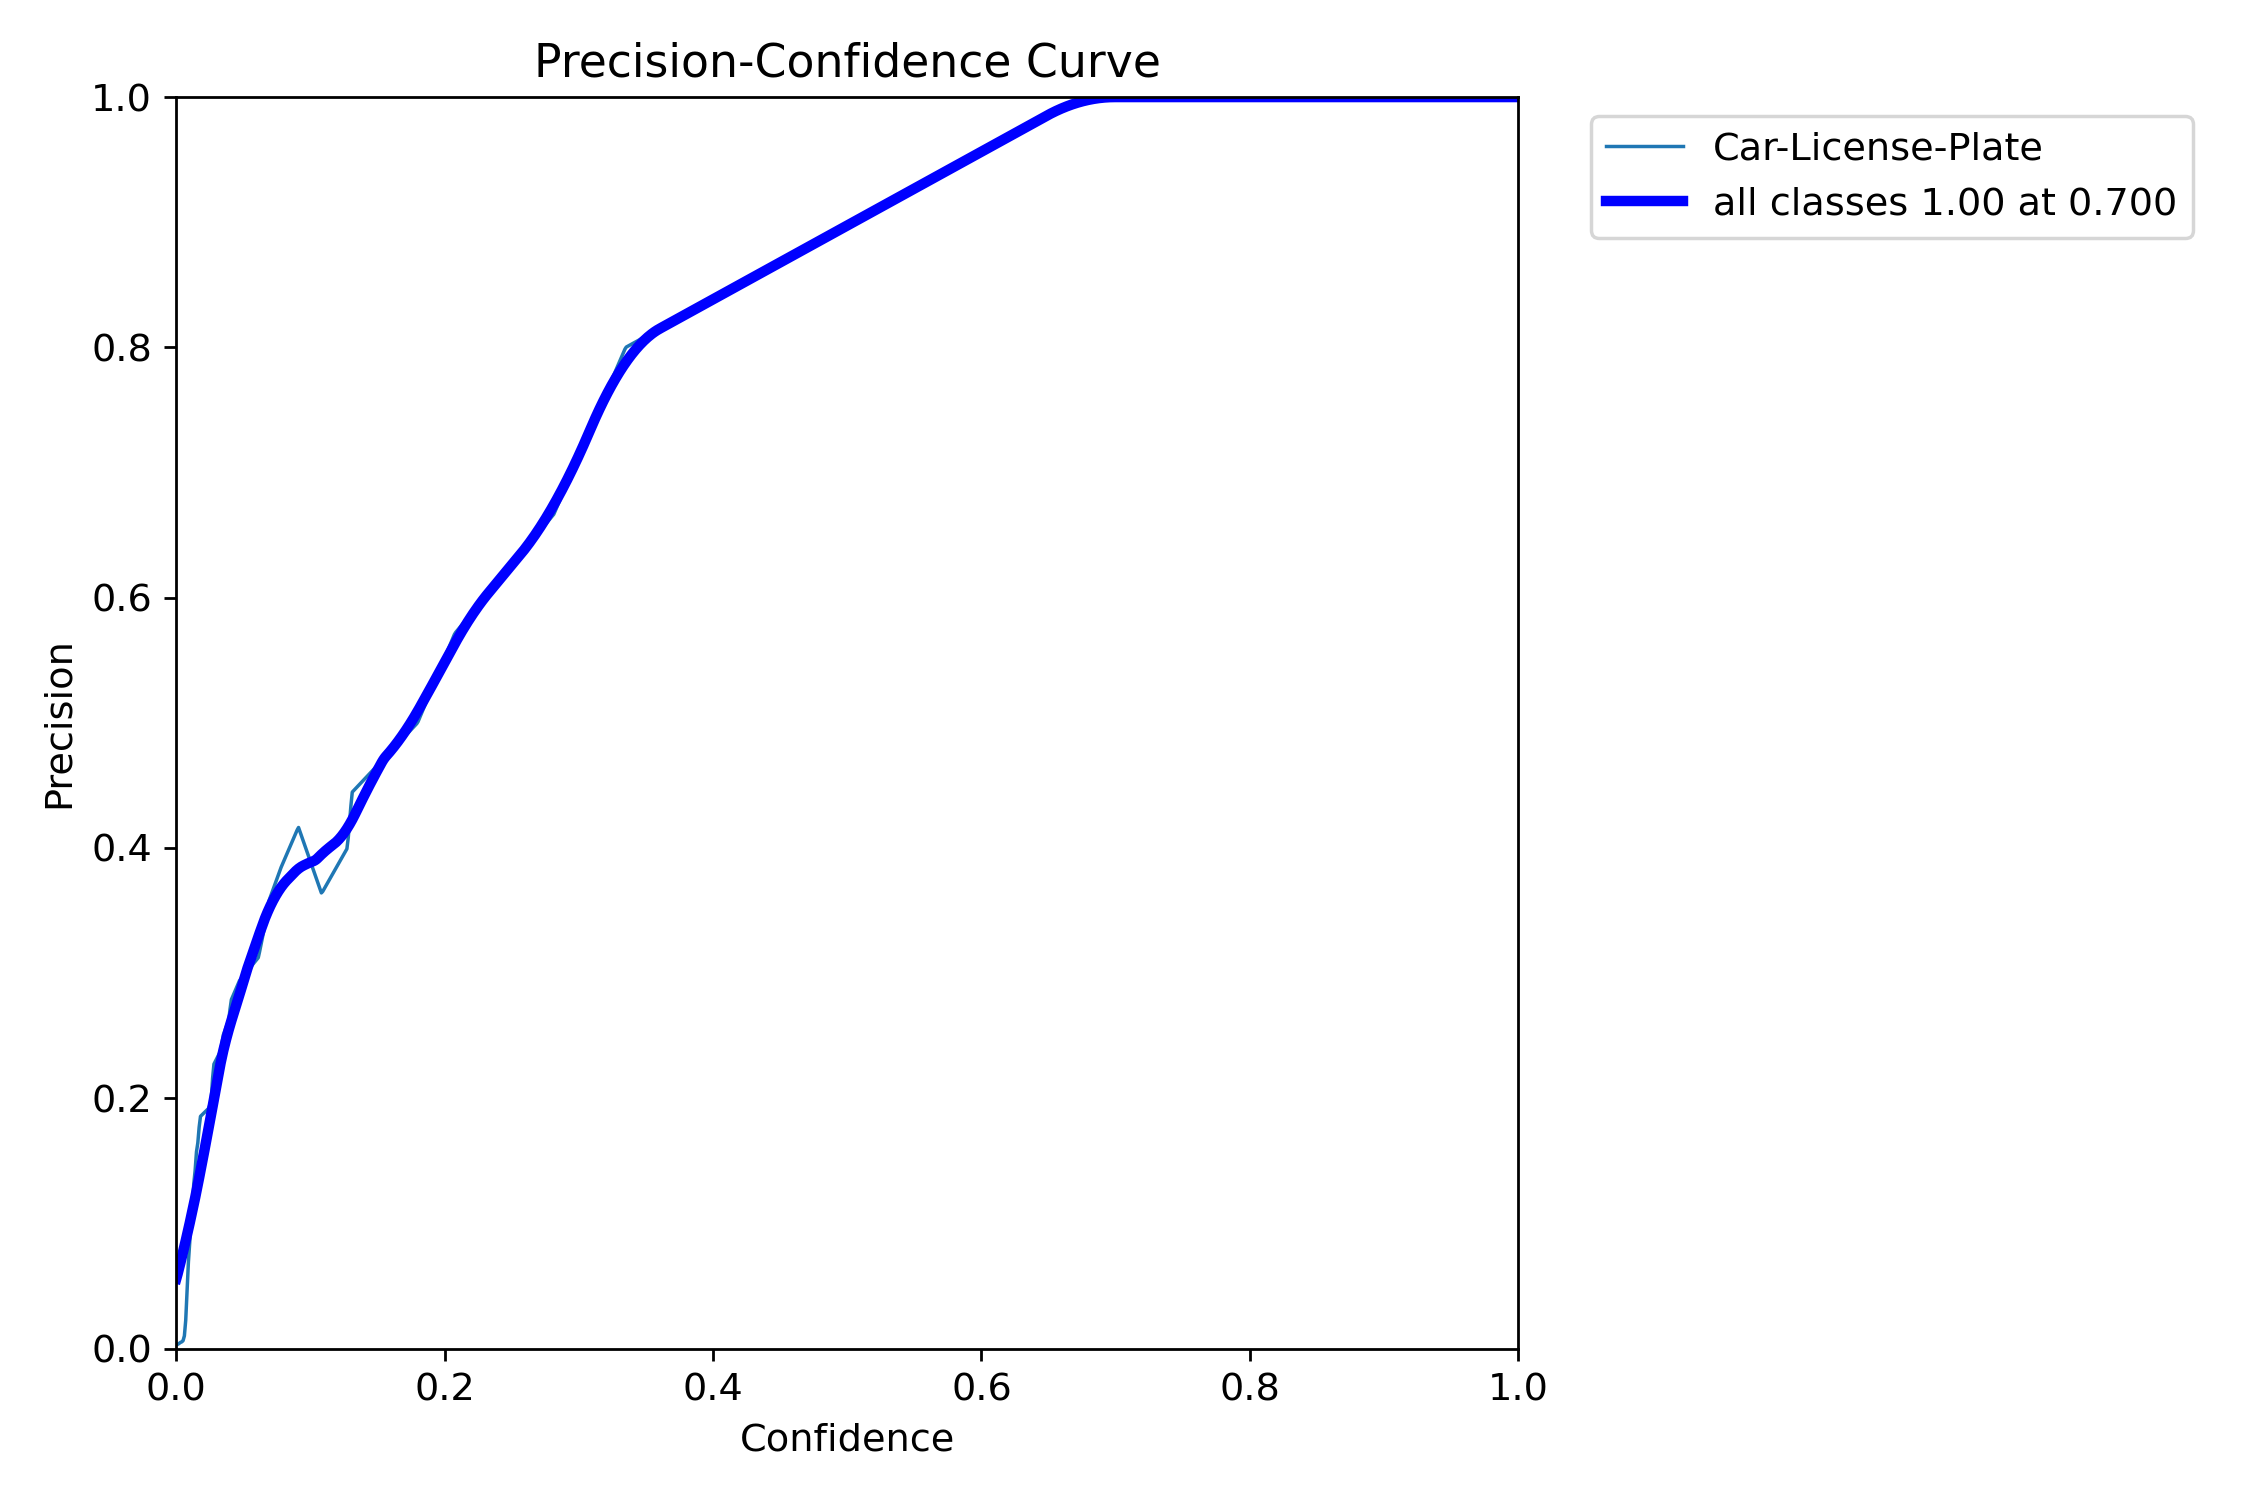 Precision-Confidence Curve
1.0
0.8
0.6
0.4
0.2
0.0
Precision
0.0 0.2 0.4 0.6 0.8 1.0
Confidence
Car-License-Plate
all classes 1.00 at 0.700